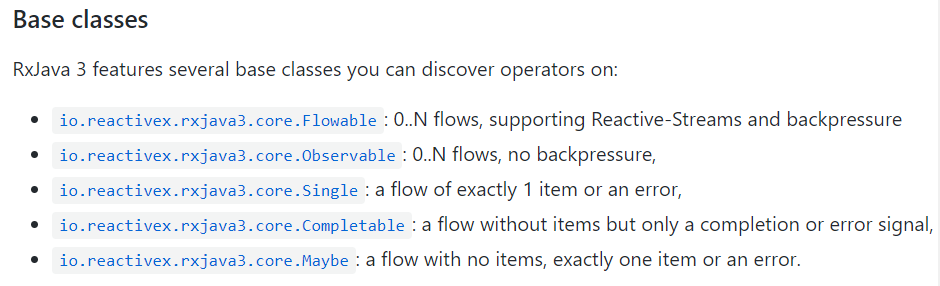 Base classes
RxJava 3 features several base classes you can discover operators on:
• io.reactivex.rxjava3.core.Flowable: 0..N flows, supporting Reactive-Streams and backpressure
• io.reactivex.rxjava3.core.Observable: 0..N flows, no backpressure,
• io.reactivex.rxjava3.core.Single: a flow of exactly 1 item or an error,
• io.reactivex.rxjava3.core.Completable: a flow without items but only a completion or error signal,
• io.reactivex.rxjava3.core.Maybe: a flow with no items, exactly one item or an error.